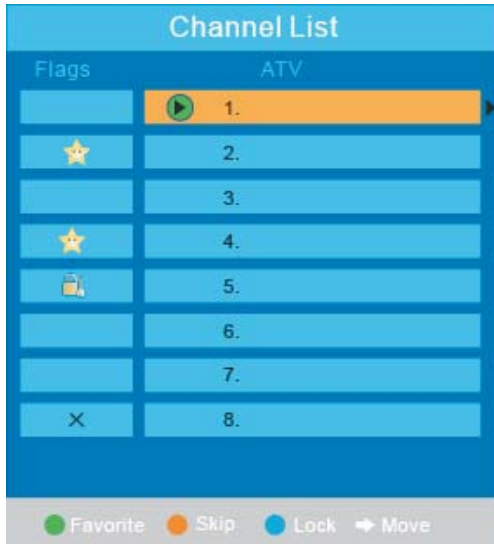 Channel List
Flags ATV
1.
2.
3.
4.
5.
6.
7.
8.
Favorite Skip Lock Move